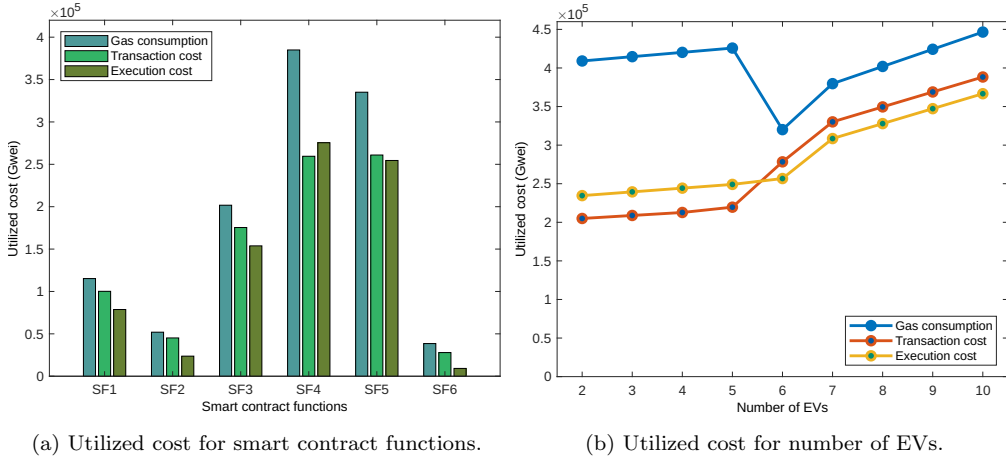 ×10⁵
4
3.5
3
2.5
2
1.5
1
0.5
0
Utilized cost (Gwei)
Gas consumption
Transaction cost
Execution cost
SF1 SF2 SF3 SF4 SF5 SF6
Smart contract functions
(a) Utilized cost for smart contract functions.
×10⁵
4.5
4
3.5
3
2.5
2
1.5
1
0.5
0
Utilized cost (Gwei)
Gas consumption
Transaction cost
Execution cost
2 3 4 5 6 7 8 9 10
Number of EVs
(b) Utilized cost for number of EVs.